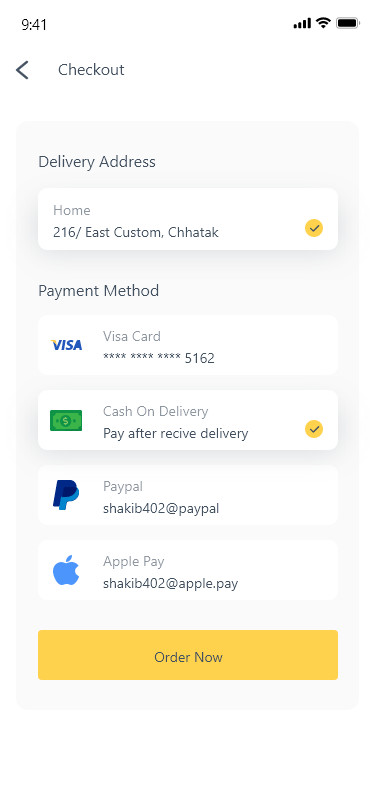 9:41
Checkout
Delivery Address
Home
216/ East Custom, Chhatak
Payment Method
VISA
Visa Card
**** **** **** 5162
$
Cash On Delivery
Pay after recive delivery
Paypal
shakib402@paypal
Apple Pay
shakib402@apple.pay
Order Now